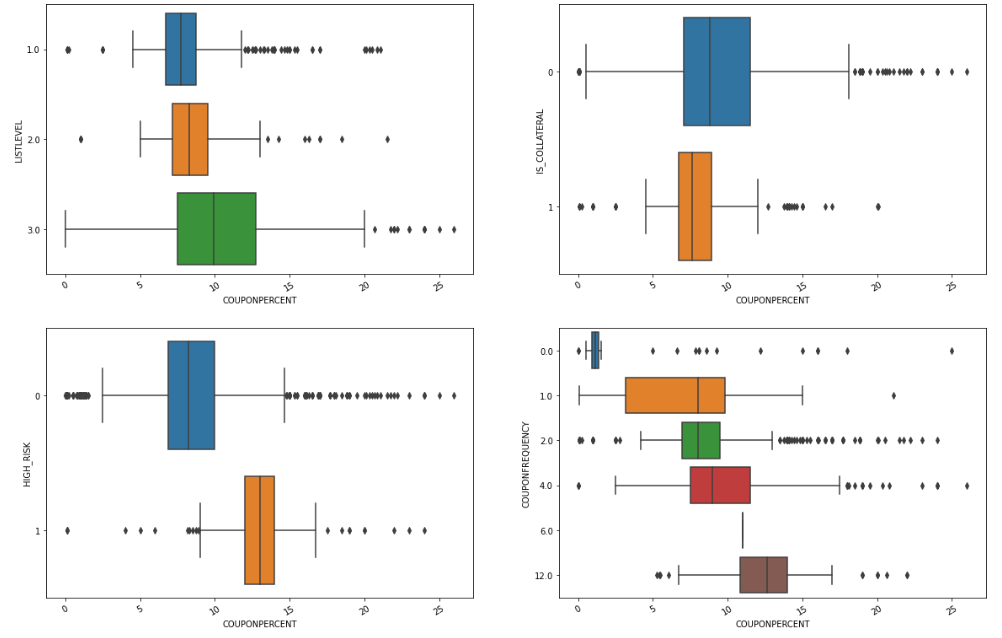 LISTLEVEL
1.0
2.0
3.0
0 5 10 15 20 25
COUPONPERCENT
IS_COLLATERAL
0
1
0 5 10 15 20 25
COUPONPERCENT
HIGH_RISK
0
1
0 5 10 15 20 25
COUPONPERCENT
COUPONFREQUENCY
0.0
1.0
2.0
4.0
6.0
12.0
0 5 10 15 20 25
COUPONPERCENT